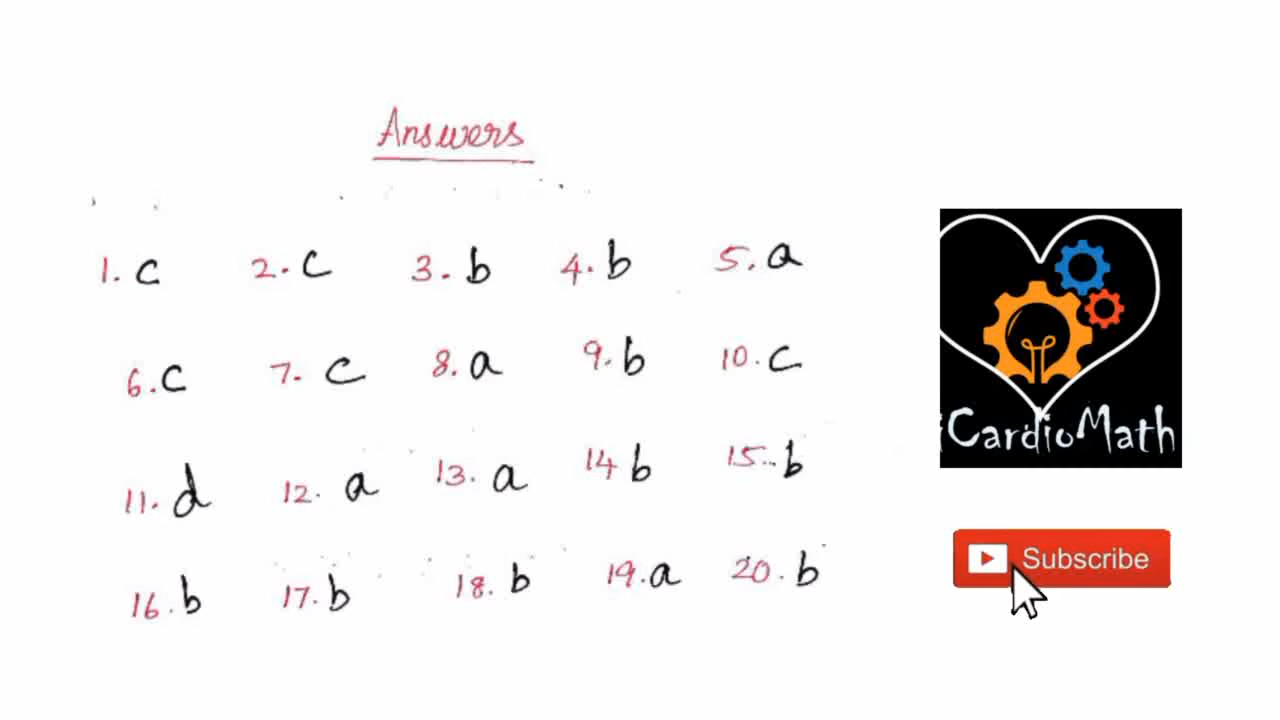 Answers
1. c 2. c 3. b 4. b 5. a
6. c 7. c 8. a 9. b 10. c
11. d 12. a 13. a 14 b 15.. b
16. b 17. b 18. b 19. a 20. b
iCardioMath
Subscribe